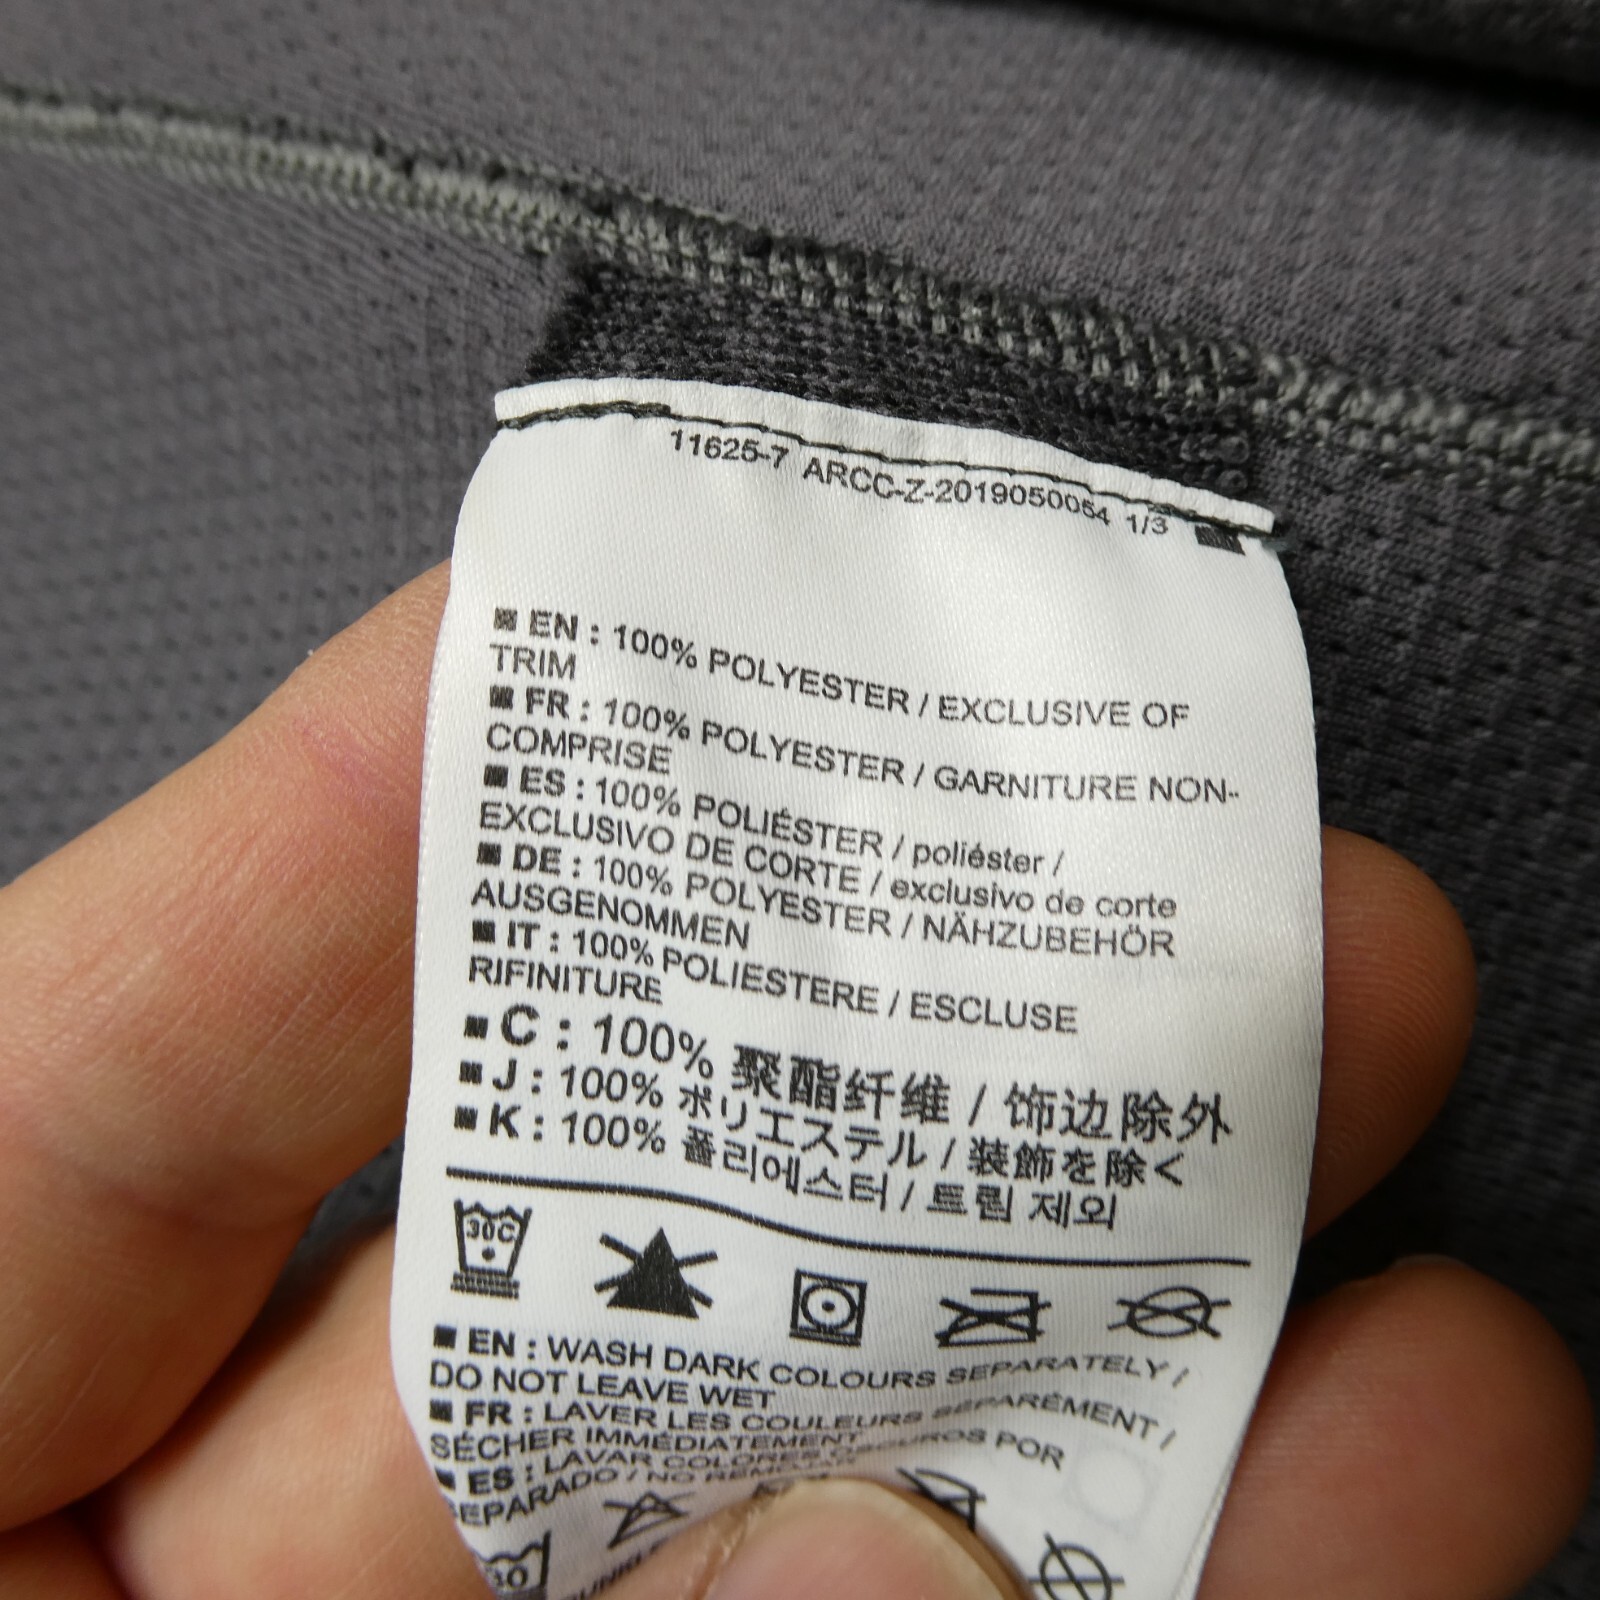 11625-7 ARCC-Z-2019050054 1/3
EN : 100% POLYESTER / EXCLUSIVE OF
TRIM
FR : 100% POLYESTER / GARNITURE NON-
COMPRISE
ES : 100% POLIÉSTER / poliéster /
EXCLUSIVO DE CORTE / exclusivo de corte
DE : 100% POLYESTER / NÄHZUBEHÖR
AUSGENOMMEN
IT : 100% POLIESTERE / ESCLUSE
RIFINITURE
C : 100% 聚酯纤维 / 饰边除外
J : 100% ポリエステル / 装飾を除く
K : 100% 폴리에스터 / 트림 제외
30C
EN : WASH DARK COLOURS SEPARATELY /
DO NOT LEAVE WET
FR : LAVER LES COULEURS SÉPARÉMENT /
SÉCHER IMMÉDIATEMENT
ES : LAVAR COLORES OSCUROS POR
SEPARADO / NO REMOJAR
30